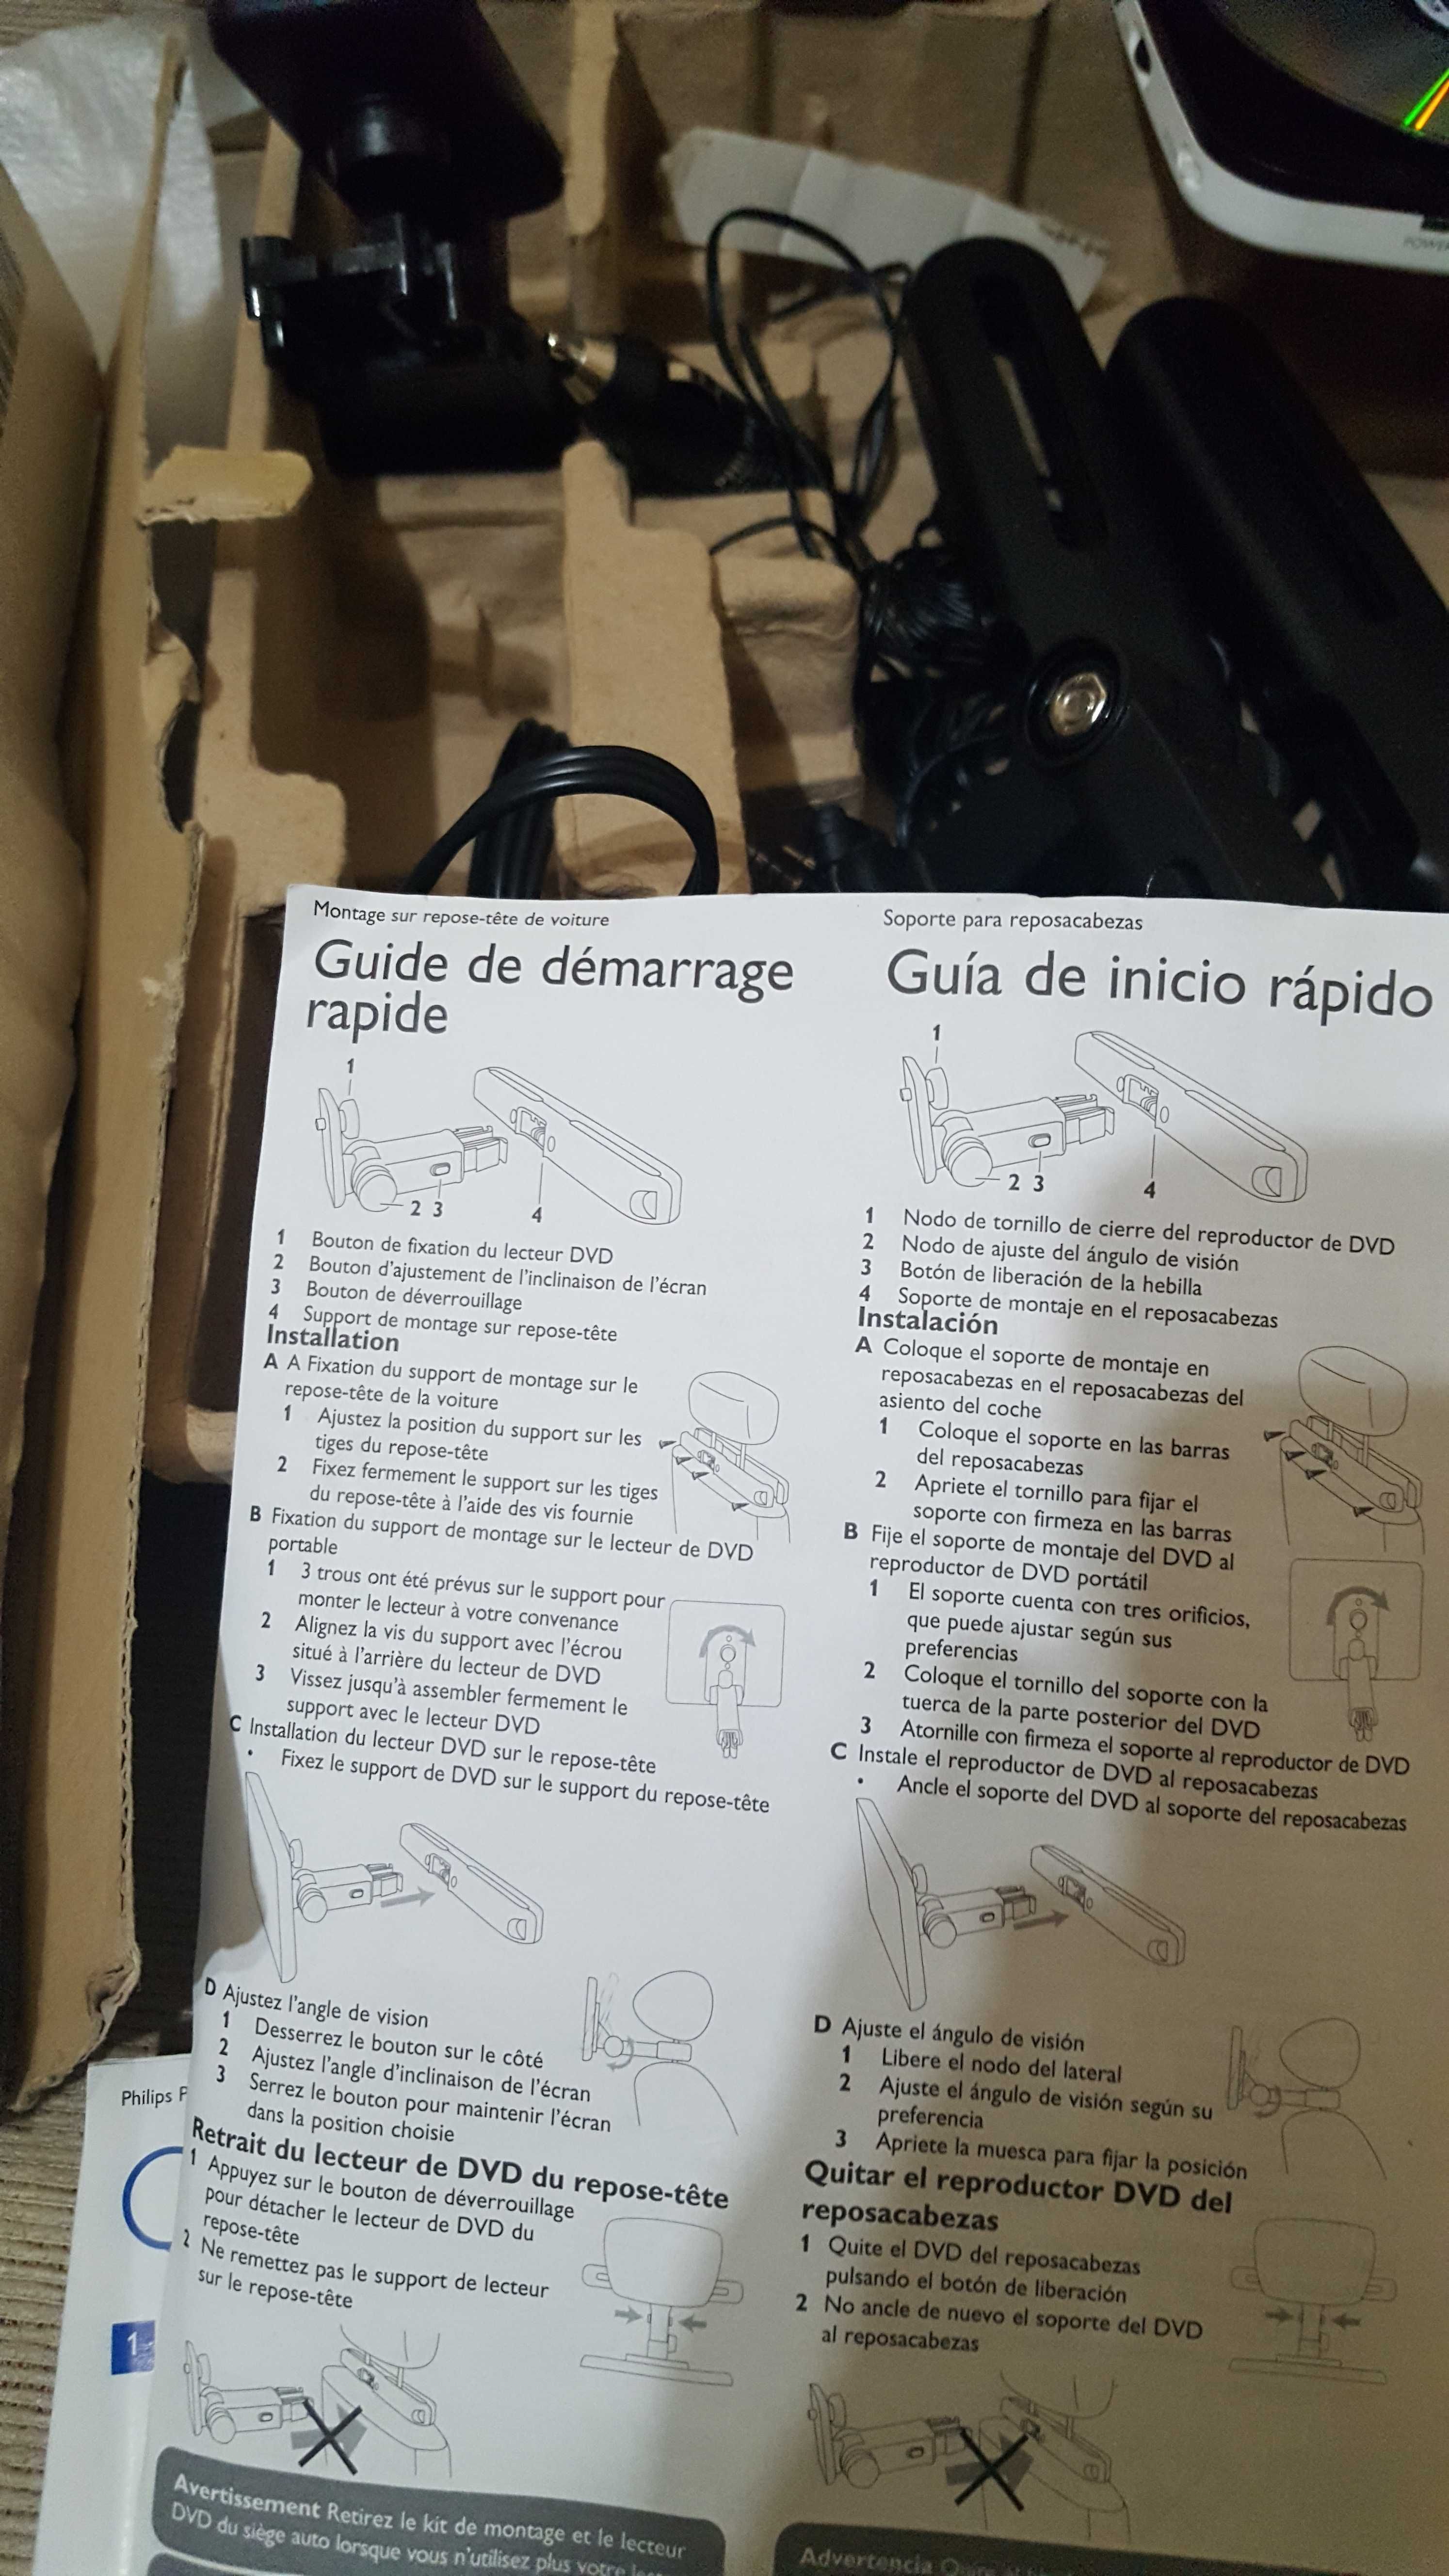 POWE
Montage sur repose-tête de voiture
Guide de démarrage
rapide
1
2 3
4
1 Bouton de fixation du lecteur DVD
2 Bouton d'ajustement de l'inclinaison de l'écran
3 Bouton de déverrouillage
4 Support de montage sur repose-tête
Installation
A A Fixation du support de montage sur le
repose-tête de la voiture
1 Ajustez la position du support sur les
tiges du repose-tête
2 Fixez fermement le support sur les tiges
du repose-tête à l'aide des vis fournie
B Fixation du support de montage sur le lecteur de DVD
portable
1 3 trous ont été prévus sur le support pour
monter le lecteur à votre convenance
2 Alignez la vis du support avec l'écrou
situé à l'arrière du lecteur de DVD
3 Vissez jusqu'à assembler fermement le
support avec le lecteur DVD
C Installation du lecteur DVD sur le repose-tête
• Fixez le support de DVD sur le support du repose-tête
D Ajustez l'angle de vision
1 Desserrez le bouton sur le côté
2 Ajustez l'angle d'inclinaison de l'écran
3 Serrez le bouton pour maintenir l'écran
dans la position choisie
Retrait du lecteur de DVD du repose-tête
1 Appuyez sur le bouton de déverrouillage
pour détacher le lecteur de DVD du
repose-tête
2 Ne remettez pas le support de lecteur
sur le repose-tête
Avertissement Retirez le kit de montage et le lecteur
DVD du siège auto lorsque vous n'utilisez plus votre
Soporte para reposacabezas
Guía de inicio rápido
1
2 3
4
1 Nodo de tornillo de cierre del reproductor de DVD
2 Nodo de ajuste del ángulo de visión
3 Botón de liberación de la hebilla
4 Soporte de montaje en el reposacabezas
Instalación
A Coloque el soporte de montaje en
reposacabezas en el reposacabezas del
asiento del coche
1 Coloque el soporte en las barras
del reposacabezas
2 Apriete el tornillo para fijar el
soporte con firmeza en las barras
B Fije el soporte de montaje del DVD al
reproductor de DVD portátil
1 El soporte cuenta con tres orificios,
que puede ajustar según sus
preferencias
2 Coloque el tornillo del soporte con la
tuerca de la parte posterior del DVD
3 Atornille con firmeza el soporte al reproductor de DVD
C Instale el reproductor de DVD al reposacabezas
• Ancle el soporte del DVD al soporte del reposacabezas
D Ajuste el ángulo de visión
1 Libere el nodo del lateral
2 Ajuste el ángulo de visión según su
preferencia
3 Apriete la muesca para fijar la posición
Quitar el reproductor DVD del
reposacabezas
1 Quite el DVD del reposacabezas
pulsando el botón de liberación
2 No ancle de nuevo el soporte del DVD
al reposacabezas
Advertencia
Philips P
1